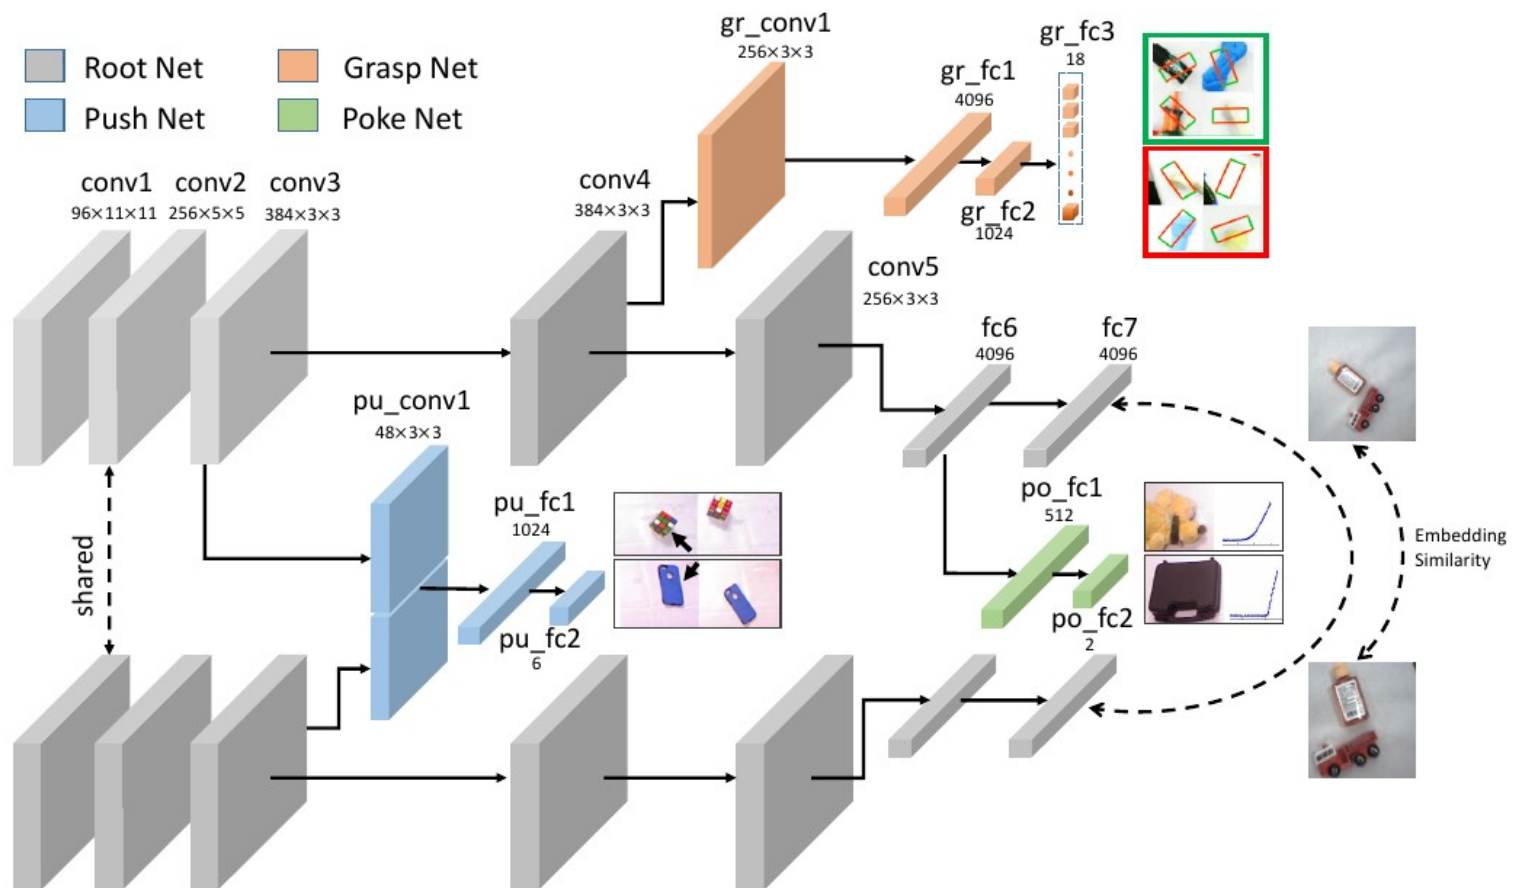 Root Net
Grasp Net
Push Net
Poke Net
gr_conv1
256×3×3
gr_fc3
18
gr_fc1
4096
gr_fc2
1024
conv1
96×11×11
conv2
256×5×5
conv3
384×3×3
conv4
384×3×3
conv5
256×3×3
fc6
4096
fc7
4096
pu_conv1
48×3×3
pu_fc1
1024
pu_fc2
6
po_fc1
512
po_fc2
2
shared
Embedding
Similarity